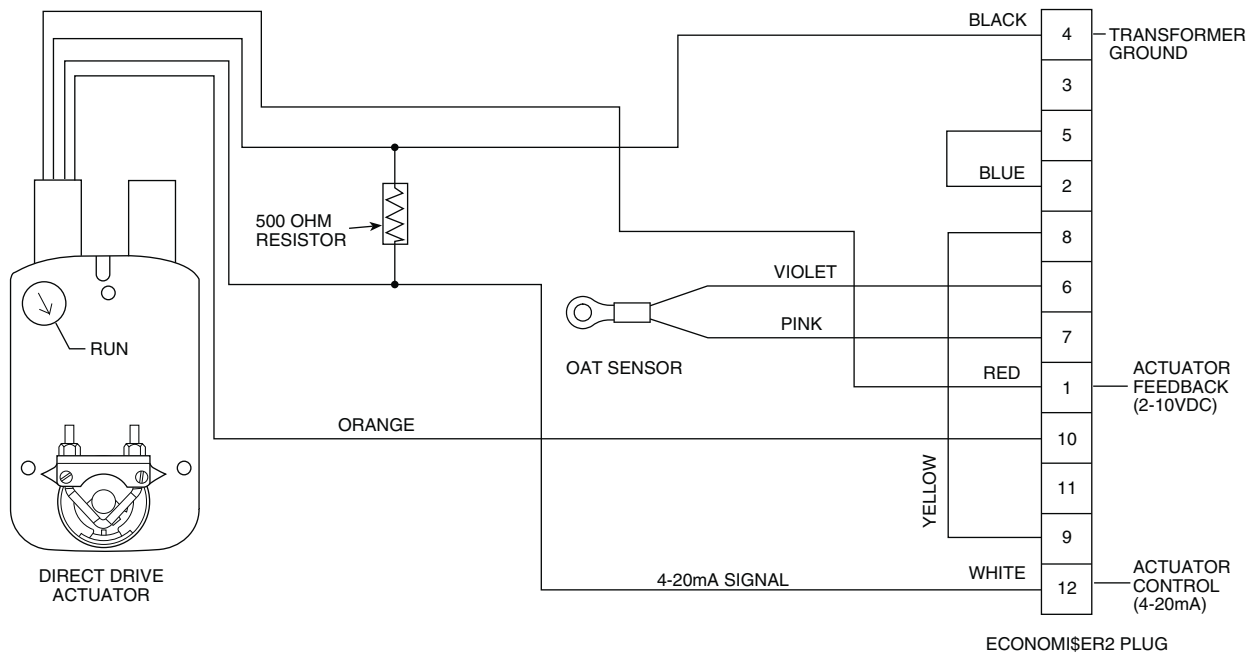 BLACK
4
TRANSFORMER
GROUND
3
5
BLUE
2
500 OHM
RESISTOR
8
VIOLET
6
PINK
7
RUN
OAT SENSOR
RED
1
ACTUATOR
FEEDBACK
(2-10VDC)
ORANGE
10
YELLOW
11
9
DIRECT DRIVE
ACTUATOR
4-20mA SIGNAL
WHITE
12
ACTUATOR
CONTROL
(4-20mA)
ECONOMI$ER2 PLUG